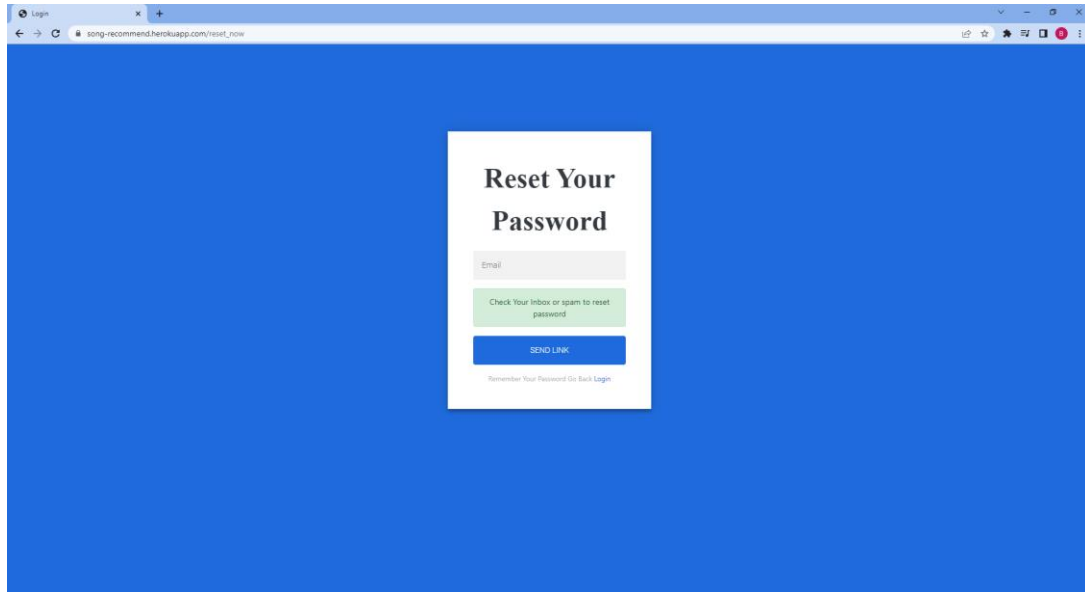 Login
song-recommend.herokuapp.com/reset_now
B
Reset Your
Password
Email
Check Your Inbox or spam to reset
password
SEND LINK
Remember Your Password Go Back Login